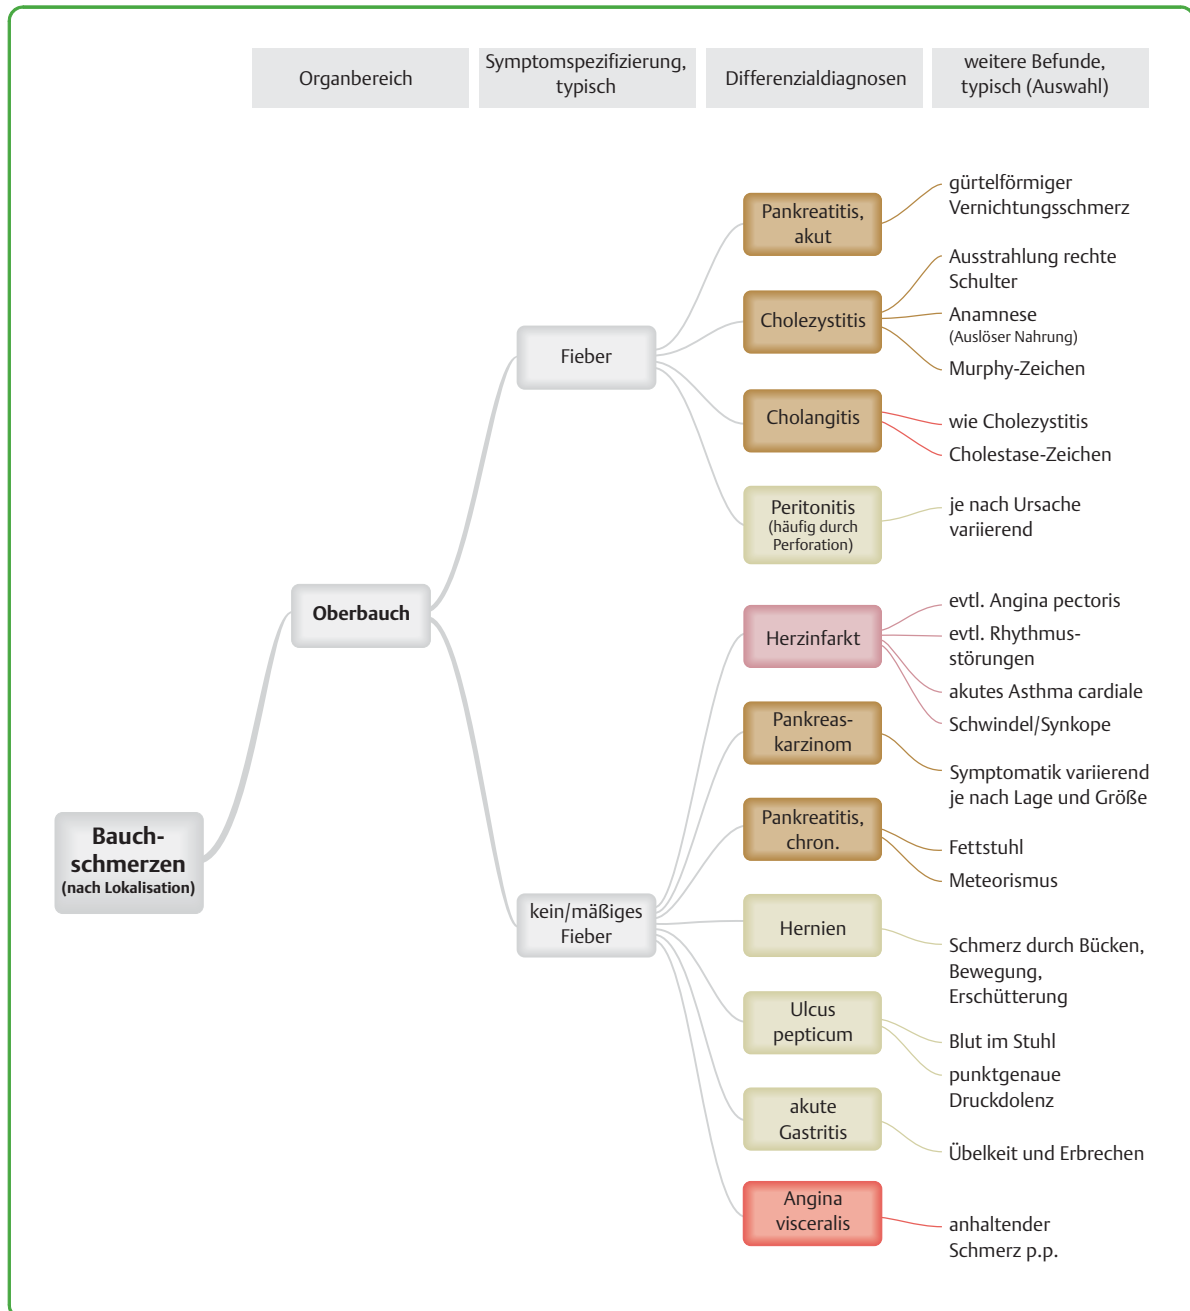 Organbereich
Symptomspezifizierung,
typisch
Differenzialdiagnosen
weitere Befunde,
typisch (Auswahl)
Bauch-
schmerzen
(nach Lokalisation)
Oberbauch
Fieber
Pankreatitis,
akut
gürtelförmiger
Vernichtungsschmerz
Cholezystitis
Ausstrahlung rechte
Schulter
Anamnese
(Auslöser Nahrung)
Murphy-Zeichen
Cholangitis
wie Cholezystitis
Cholestase-Zeichen
Peritonitis
(häufig durch
Perforation)
je nach Ursache
variierend
kein/mäßiges
Fieber
Herzinfarkt
evtl. Angina pectoris
evtl. Rhythmus-
störungen
akutes Asthma cardiale
Schwindel/Synkope
Pankreas-
karzinom
Symptomatik variierend
je nach Lage und Größe
Pankreatitis,
chron.
Fettstuhl
Meteorismus
Hernien
Schmerz durch Bücken,
Bewegung,
Erschütterung
Ulcus
pepticum
Blut im Stuhl
punktgenaue
Druckdolenz
akute
Gastritis
Übelkeit und Erbrechen
Angina
visceralis
anhaltender
Schmerz p.p.